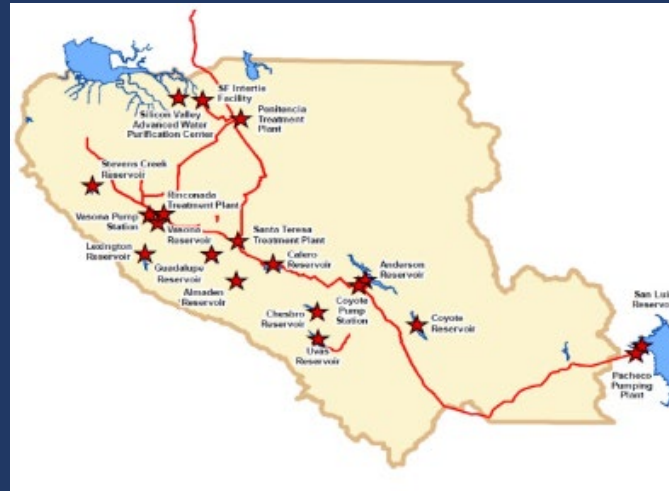 SF Intertie
Facility
Silicon Valley
Advanced Water
Purification Center
Penitencia
Treatment
Plant
Stevens Creek
Reservoir
Rinconada
Treatment Plant
Vasona Pump
Station
Vasona
Reservoir
Santa Teresa
Treatment Plant
Lexington
Reservoir
Guadalupe
Reservoir
Calero
Reservoir
Anderson
Reservoir
Almaden
Reservoir
Coyote
Pump
Station
Chesbro
Reservoir
Coyote
Reservoir
Uvas
Reservoir
San Lui
Reservo
Pacheco
Pumping
Plant